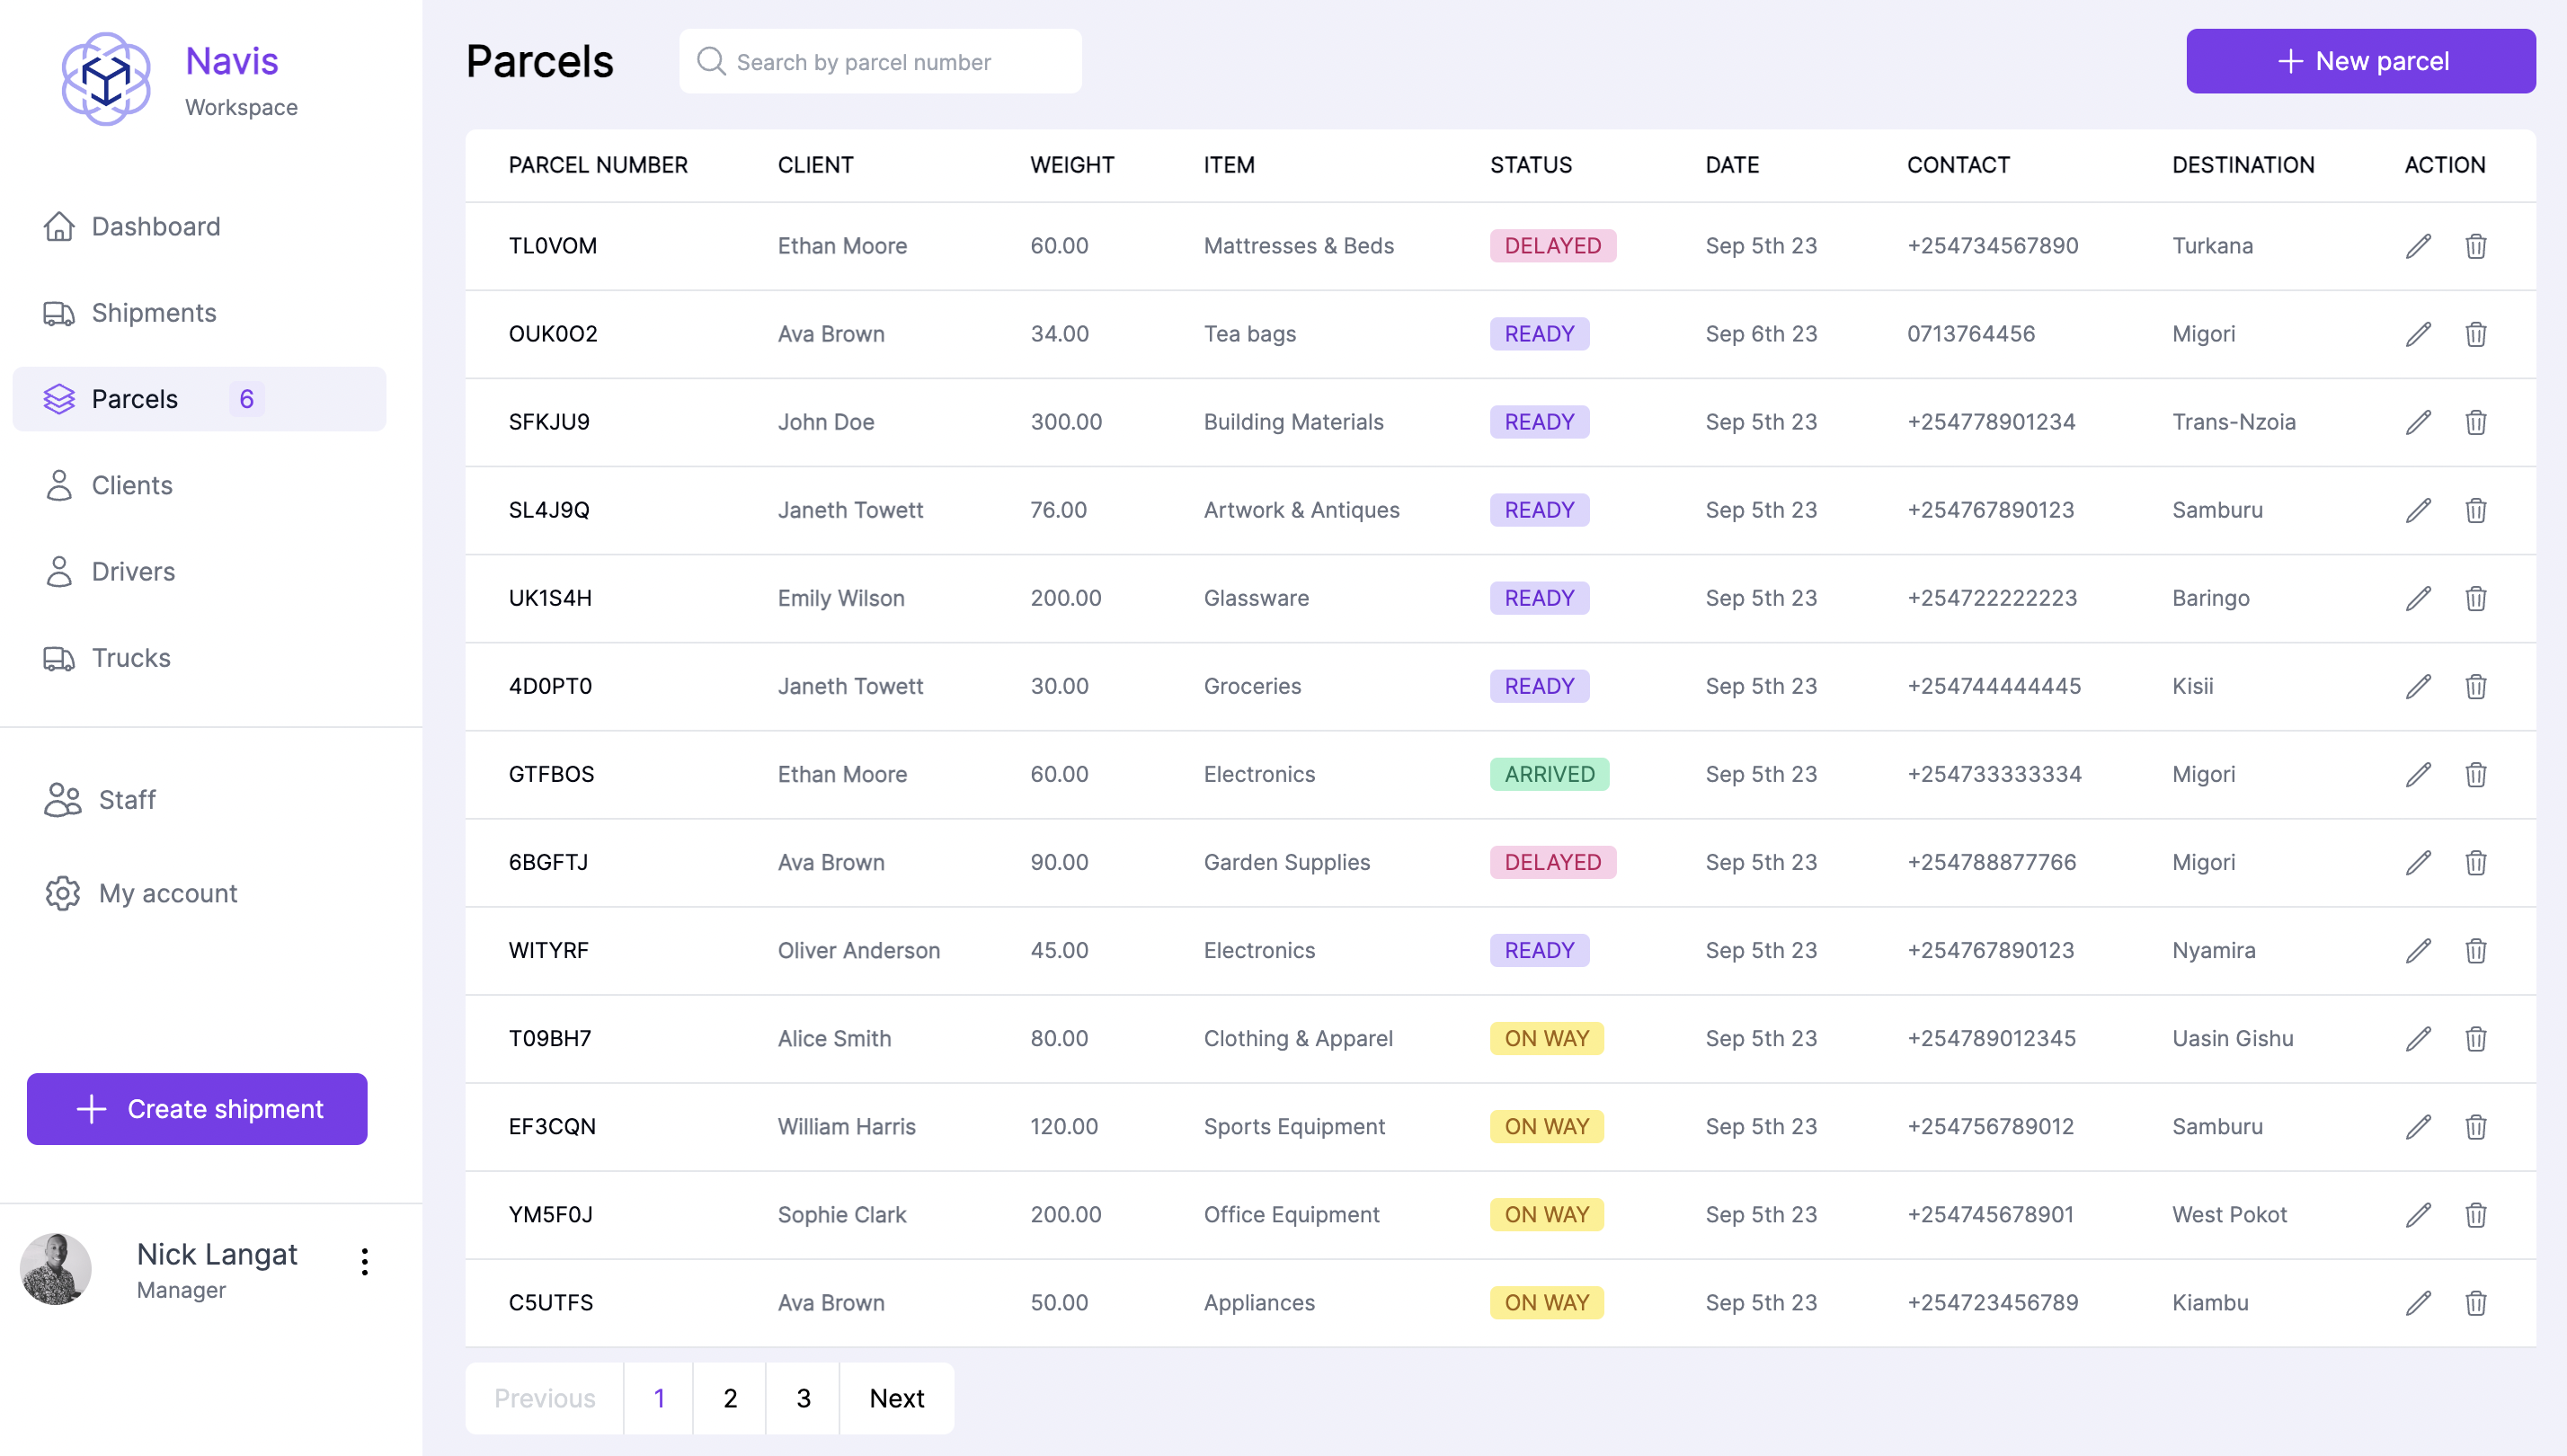 Navis
Workspace
Dashboard
Shipments
Parcels 6
Clients
Drivers
Trucks
Staff
My account
Create shipment
Nick Langat
Manager
Parcels
Search by parcel number
New parcel
PARCEL NUMBER CLIENT WEIGHT ITEM STATUS DATE CONTACT DESTINATION ACTION
TL0VOM Ethan Moore 60.00 Mattresses & Beds DELAYED Sep 5th 23 +254734567890 Turkana
OUK0O2 Ava Brown 34.00 Tea bags READY Sep 6th 23 0713764456 Migori
SFKJU9 John Doe 300.00 Building Materials READY Sep 5th 23 +254778901234 Trans-Nzoia
SL4J9Q Janeth Towett 76.00 Artwork & Antiques READY Sep 5th 23 +254767890123 Samburu
UK1S4H Emily Wilson 200.00 Glassware READY Sep 5th 23 +254722222223 Baringo
4D0PT0 Janeth Towett 30.00 Groceries READY Sep 5th 23 +254744444445 Kisii
GTFBOS Ethan Moore 60.00 Electronics ARRIVED Sep 5th 23 +254733333334 Migori
6BGFTJ Ava Brown 90.00 Garden Supplies DELAYED Sep 5th 23 +254788877766 Migori
WITYRF Oliver Anderson 45.00 Electronics READY Sep 5th 23 +254767890123 Nyamira
T09BH7 Alice Smith 80.00 Clothing & Apparel ON WAY Sep 5th 23 +254789012345 Uasin Gishu
EF3CQN William Harris 120.00 Sports Equipment ON WAY Sep 5th 23 +254756789012 Samburu
YM5F0J Sophie Clark 200.00 Office Equipment ON WAY Sep 5th 23 +254745678901 West Pokot
C5UTFS Ava Brown 50.00 Appliances ON WAY Sep 5th 23 +254723456789 Kiambu
Previous 1 2 3 Next